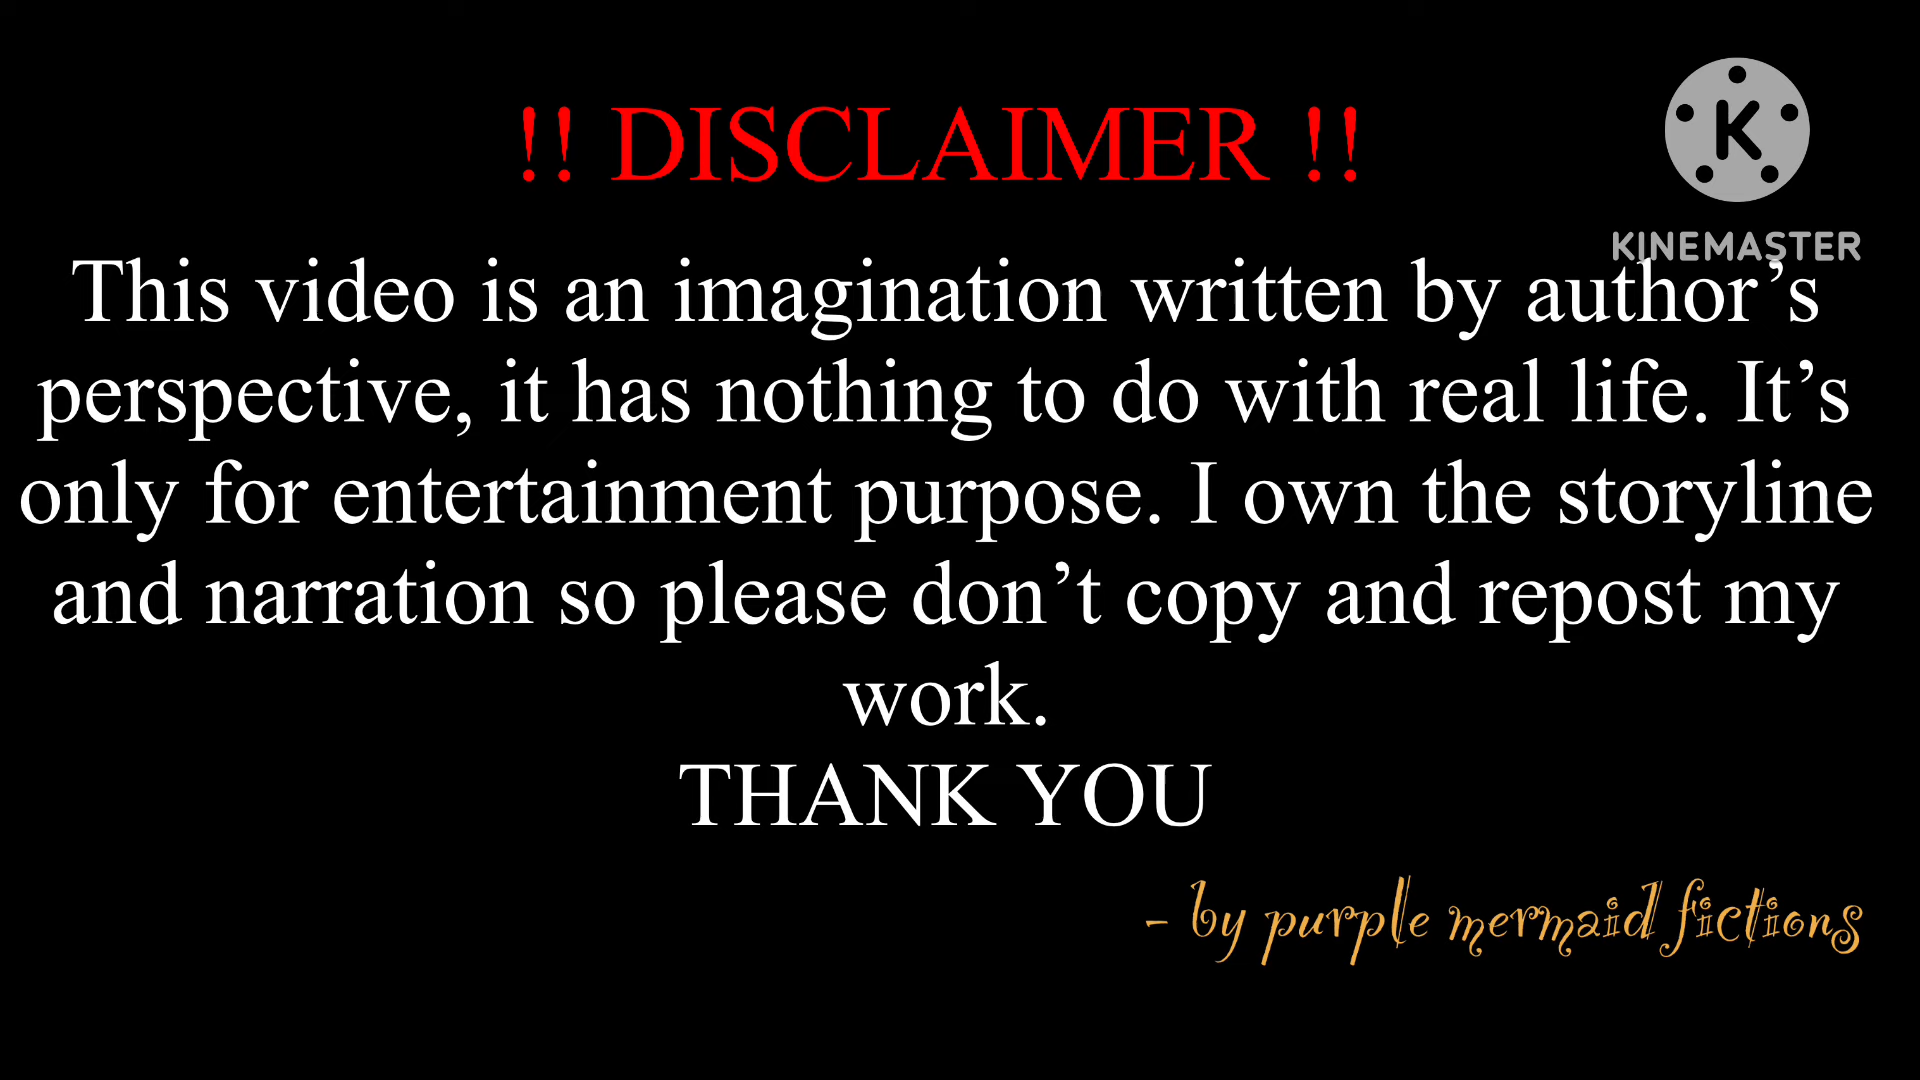 !! DISCLAIMER !!
KINEMASTER
This video is an imagination written by author’s
perspective, it has nothing to do with real life. It’s
only for entertainment purpose. I own the storyline
and narration so please don’t copy and repost my
work.
THANK YOU
- by purple mermaid fictions